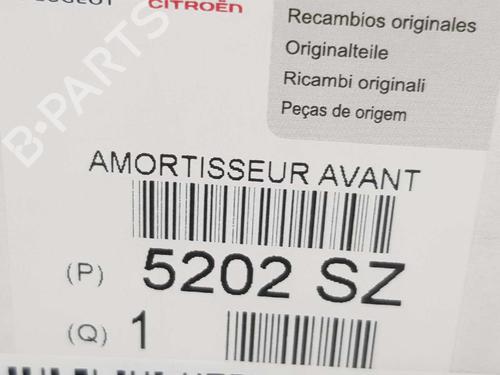 CITROËN
Recambios originales
Originalteile
Ricambi originali
Peças de origem
B-PARTS
AMORTISSEUR AVANT
(P) 5202 SZ
(Q) 1